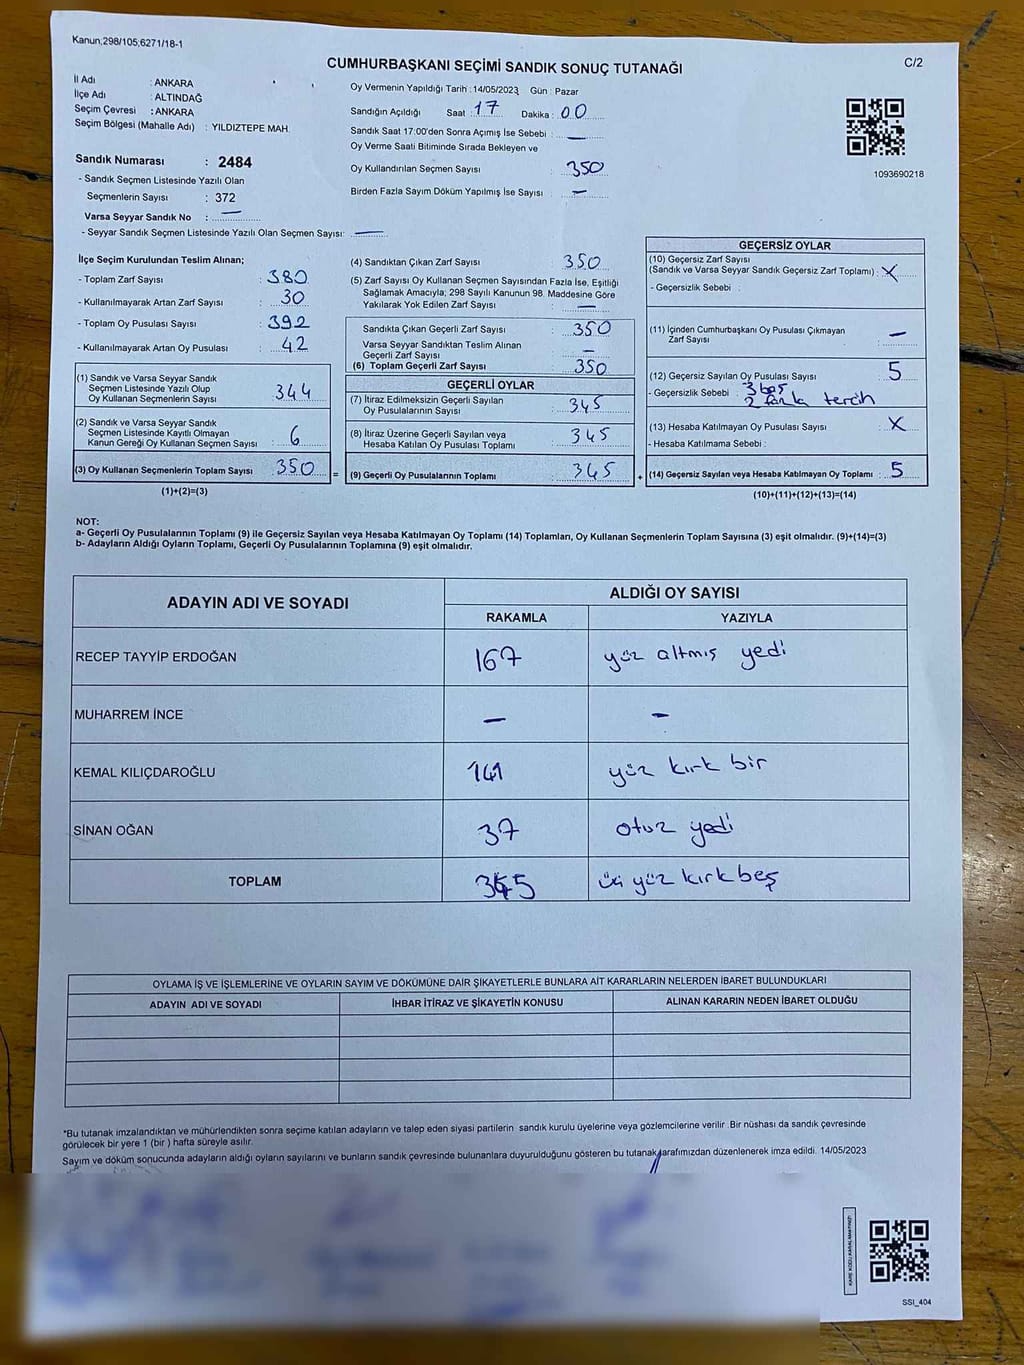 Kanun;298/105;6271/18-1
C/2
CUMHURBAŞKANI SEÇİMİ SANDIK SONUÇ TUTANAĞI
İl Adı : ANKARA
İlçe Adı : ALTINDAĞ
Seçim Çevresi : ANKARA
Seçim Bölgesi (Mahalle Adı) : YILDIZTEPE MAH.
Sandık Numarası : 2484
- Sandık Seçmen Listesinde Yazılı Olan
Seçmenlerin Sayısı : 372
Varsa Seyyar Sandık No : —
- Seyyar Sandık Seçmen Listesinde Yazılı Olan Seçmen Sayısı: —
Oy Vermenin Yapıldığı Tarih : 14/05/2023 Gün : Pazar
Sandığın Açıldığı Saat : 17 Dakika : 00
Sandık Saat 17:00'den Sonra Açımış İse Sebebi : —
Oy Verme Saati Bitiminde Sırada Bekleyen ve
Oy Kullandırılan Seçmen Sayısı : 350
Birden Fazla Sayım Döküm Yapılmış İse Sayısı : —
1093690218
İlçe Seçim Kurulundan Teslim Alınan;
- Toplam Zarf Sayısı : 380
- Kullanılmayarak Artan Zarf Sayısı : 30
- Toplam Oy Pusulası Sayısı : 392
- Kullanılmayarak Artan Oy Pusulası : 42
(1) Sandık ve Varsa Seyyar Sandık
Seçmen Listesinde Yazılı Olup
Oy Kullanan Seçmenlerin Sayısı : 344
(2) Sandık ve Varsa Seyyar Sandık
Seçmen Listesinde Kayıtlı Olmayan
Kanun Gereği Oy Kullanan Seçmen Sayısı : 6
(3) Oy Kullanan Seçmenlerin Toplam Sayısı : 350 =
(1)+(2)=(3)
(4) Sandıktan Çıkan Zarf Sayısı : 350
(5) Zarf Sayısı Oy Kullanan Seçmen Sayısından Fazla İse, Eşitliği
Sağlamak Amacıyla; 298 Sayılı Kanunun 98. Maddesine Göre
Yakılarak Yok Edilen Zarf Sayısı : —
Sandıkta Çıkan Geçerli Zarf Sayısı : 350
Varsa Seyyar Sandıktan Teslim Alınan
Geçerli Zarf Sayısı : —
(6) Toplam Geçerli Zarf Sayısı : 350
GEÇERLİ OYLAR
(7) İtiraz Edilmeksizin Geçerli Sayılan
Oy Pusulalarının Sayısı : 345
(8) İtiraz Üzerine Geçerli Sayılan veya
Hesaba Katılan Oy Pusulası Toplamı : 345
(9) Geçerli Oy Pusulalarının Toplamı : 345 +
GEÇERSİZ OYLAR
(10) Geçersiz Zarf Sayısı
(Sandık ve Varsa Seyyar Sandık Geçersiz Zarf Toplamı) : X
- Geçersizlik Sebebi :
(11) İçinden Cumhurbaşkanı Oy Pusulası Çıkmayan
Zarf Sayısı : —
(12) Geçersiz Sayılan Oy Pusulası Sayısı : 5
- Geçersizlik Sebebi : 3 boş
2 fazla tercih
(13) Hesaba Katılmayan Oy Pusulası Sayısı : X
- Hesaba Katılmama Sebebi :
(14) Geçersiz Sayılan veya Hesaba Katılmayan Oy Toplamı : 5
(10)+(11)+(12)+(13)=(14)
NOT:
a- Geçerli Oy Pusulalarının Toplamı (9) ile Geçersiz Sayılan veya Hesaba Katılmayan Oy Toplamı (14) Toplamları, Oy Kullanan Seçmenlerin Toplam Sayısına (3) eşit olmalıdır. (9)+(14)=(3)
b- Adayların Aldığı Oyların Toplamı, Geçerli Oy Pusulalarının Toplamına (9) eşit olmalıdır.
ADAYIN ADI VE SOYADI
ALDIĞI OY SAYISI
RAKAMLA YAZIYLA
RECEP TAYYİP ERDOĞAN 167 yüz altmış yedi
MUHARREM İNCE — —
KEMAL KILIÇDAROĞLU 141 yüz kırk bir
SİNAN OĞAN 37 otuz yedi
TOPLAM 345 üç yüz kırk beş
OYLAMA İŞ VE İŞLEMLERİNE VE OYLARIN SAYIM VE DÖKÜMÜNE DAİR ŞİKAYETLERLE BUNLARA AİT KARARLARIN NELERDEN İBARET BULUNDUKLARI
ADAYIN ADI VE SOYADI İHBAR İTİRAZ VE ŞİKAYETİN KONUSU ALINAN KARARIN NEDEN İBARET OLDUĞU
*Bu tutanak imzalandıktan ve mühürlendikten sonra seçime katılan adayların ve talep eden siyasi partilerin sandık kurulu üyelerine veya gözlemcilerine verilir. Bir nüshası da sandık çevresinde
görülecek bir yere 1 (bir ) hafta süreyle asılır.
Sayım ve döküm sonucunda adayların aldığı oyların sayılarını ve bunların sandık çevresinde bulunanlara duyurulduğunu gösteren bu tutanak tarafımızdan düzenlenerek imza edildi. 14/05/2023
SSI_404